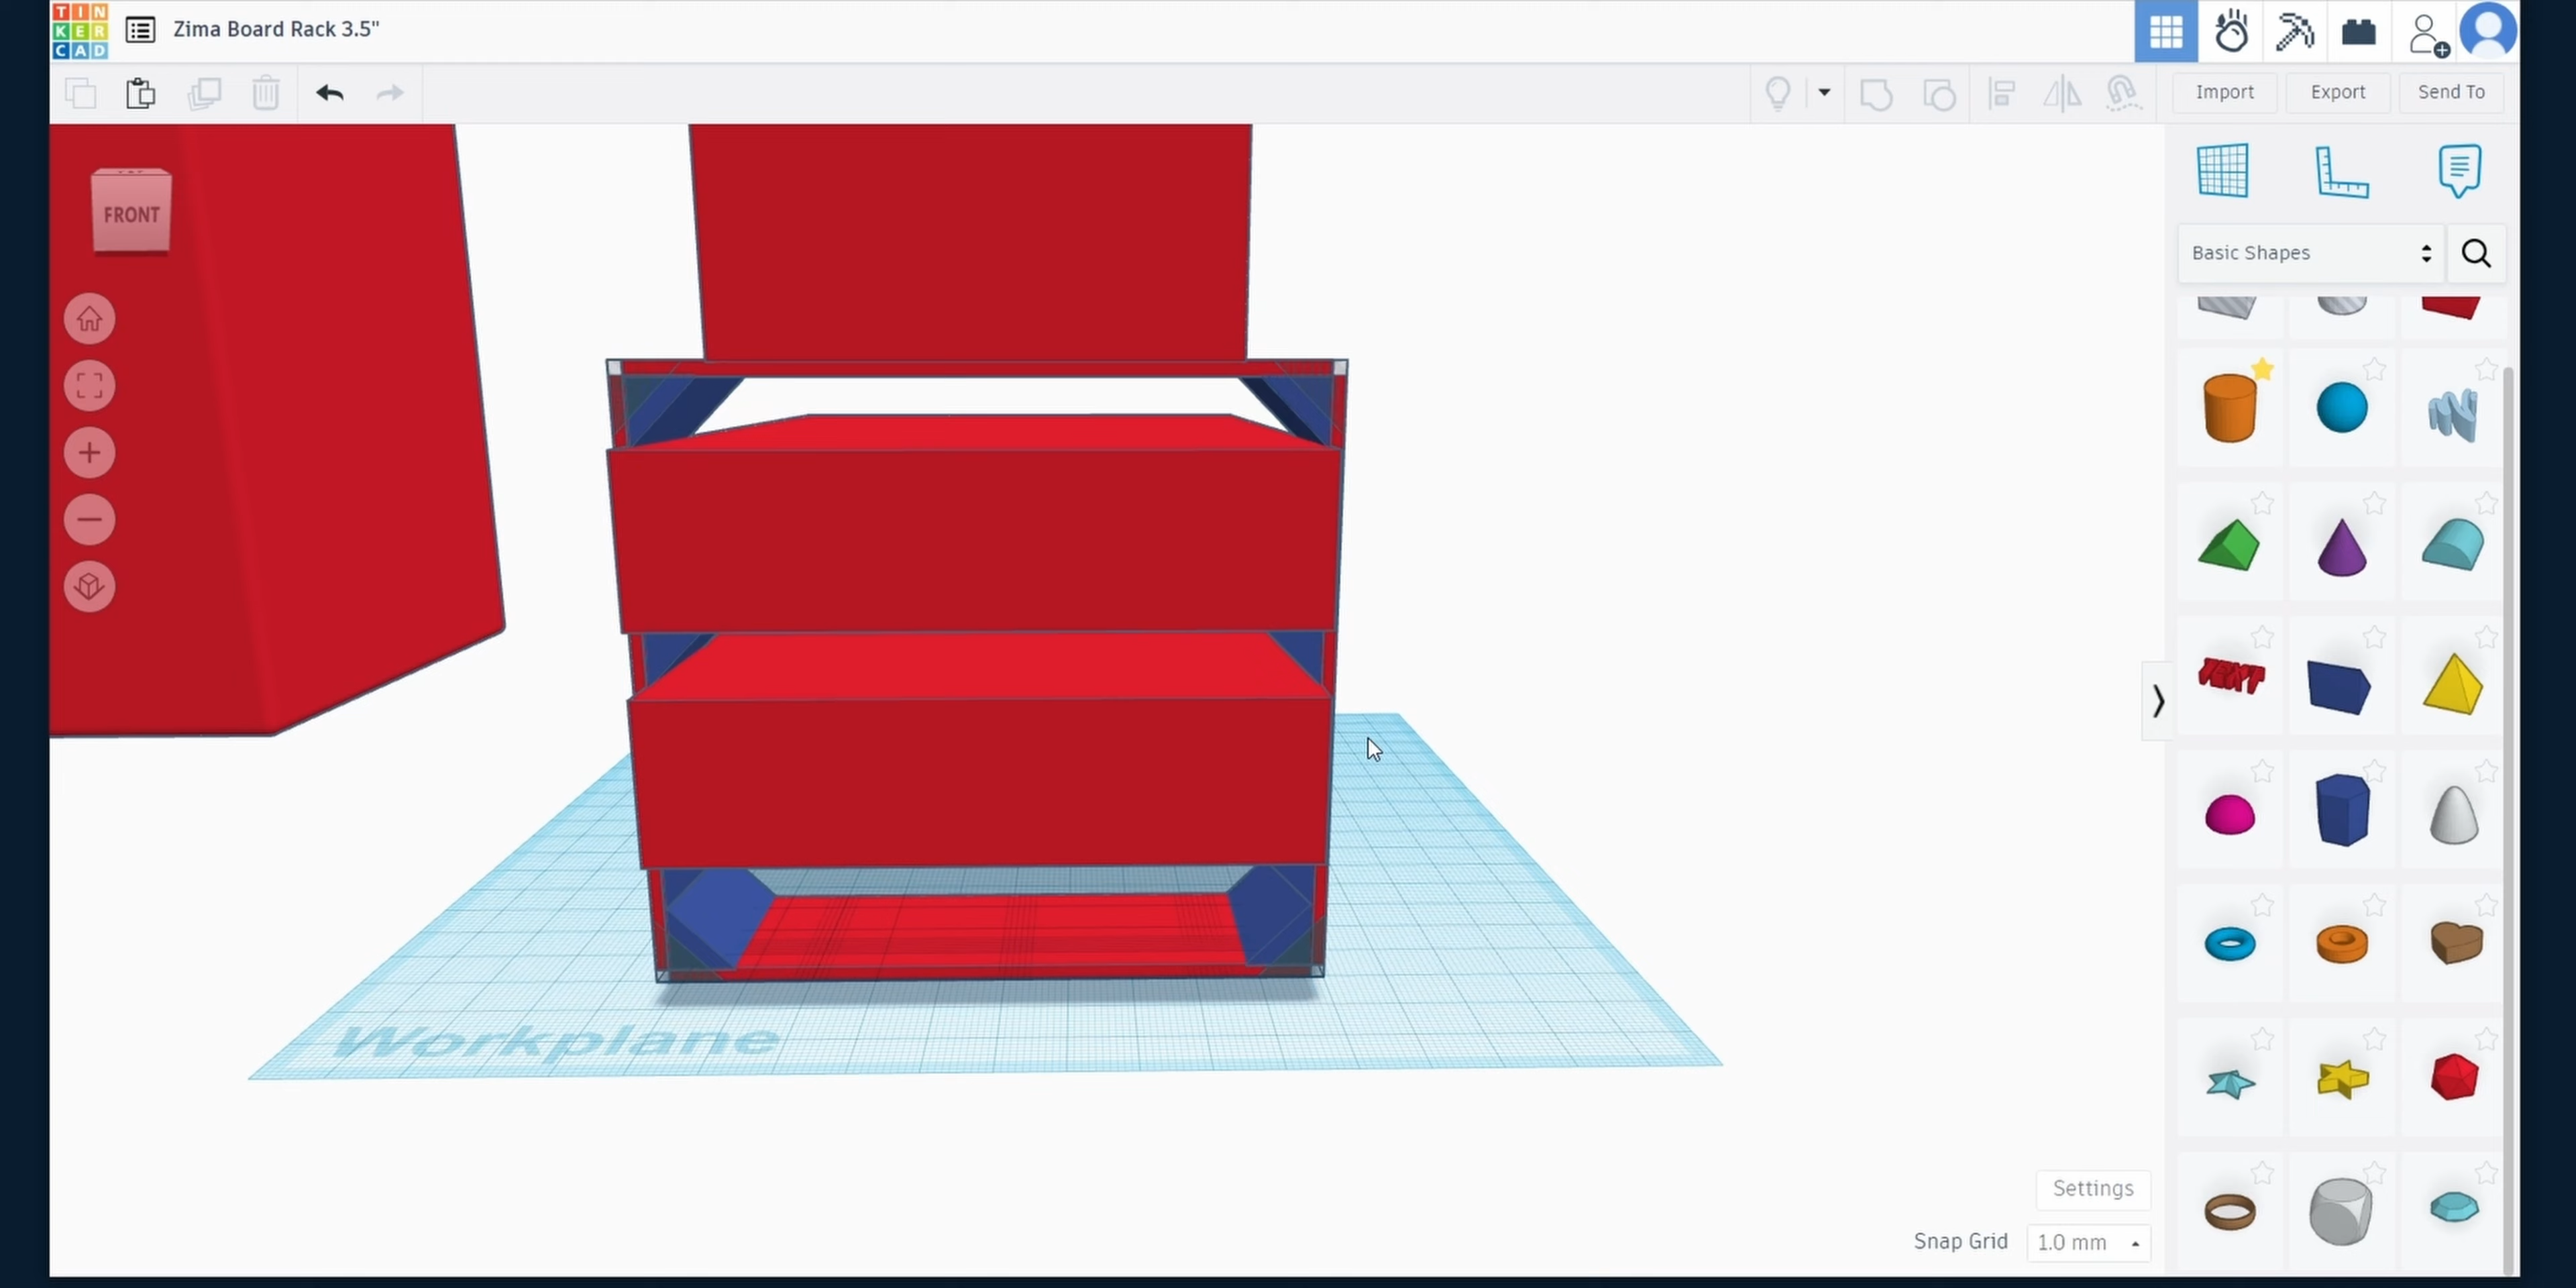 TIN
KER
CAD
Zima Board Rack 3.5"
Import
Export
Send To
FRONT
Basic Shapes
TEXT
Workplane
Settings
Snap Grid
1.0 mm